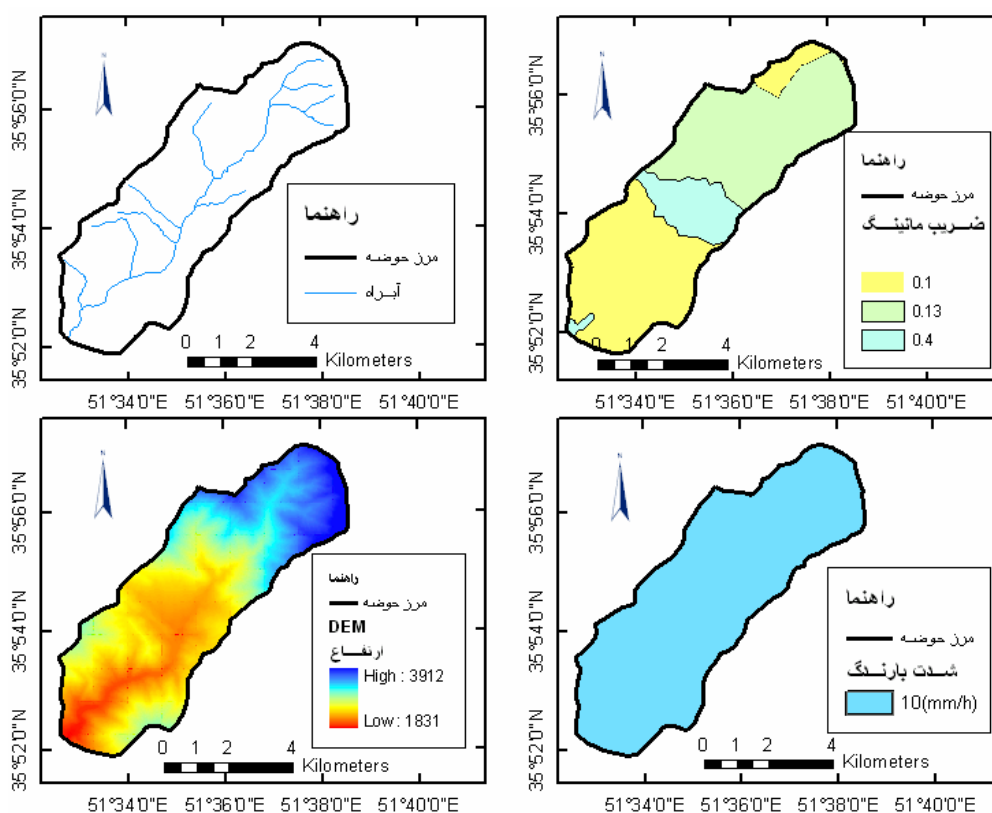 N
35°56'0"N
35°54'0"N
35°52'0"N
راهنما
مرز حوضه
آبراه
0 1 2 4
Kilometers
51°34'0"E 51°36'0"E 51°38'0"E 51°40'0"E
N
35°56'0"N
35°54'0"N
35°52'0"N
راهنما
مرز حوضه
ضریب مانینگ
0.1
0.13
0.4
0 1 2 4
Kilometers
51°34'0"E 51°36'0"E 51°38'0"E 51°40'0"E
N
35°56'0"N
35°54'0"N
35°52'0"N
راهنما
مرز حوضه
DEM
ارتفاع
High : 3912
Low : 1831
0 1 2 4
Kilometers
51°34'0"E 51°36'0"E 51°38'0"E 51°40'0"E
N
35°56'0"N
35°54'0"N
35°52'0"N
راهنما
مرز حوضه
شدت بارندگ
10(mm/h)
0 1 2 4
Kilometers
51°34'0"E 51°36'0"E 51°38'0"E 51°40'0"E